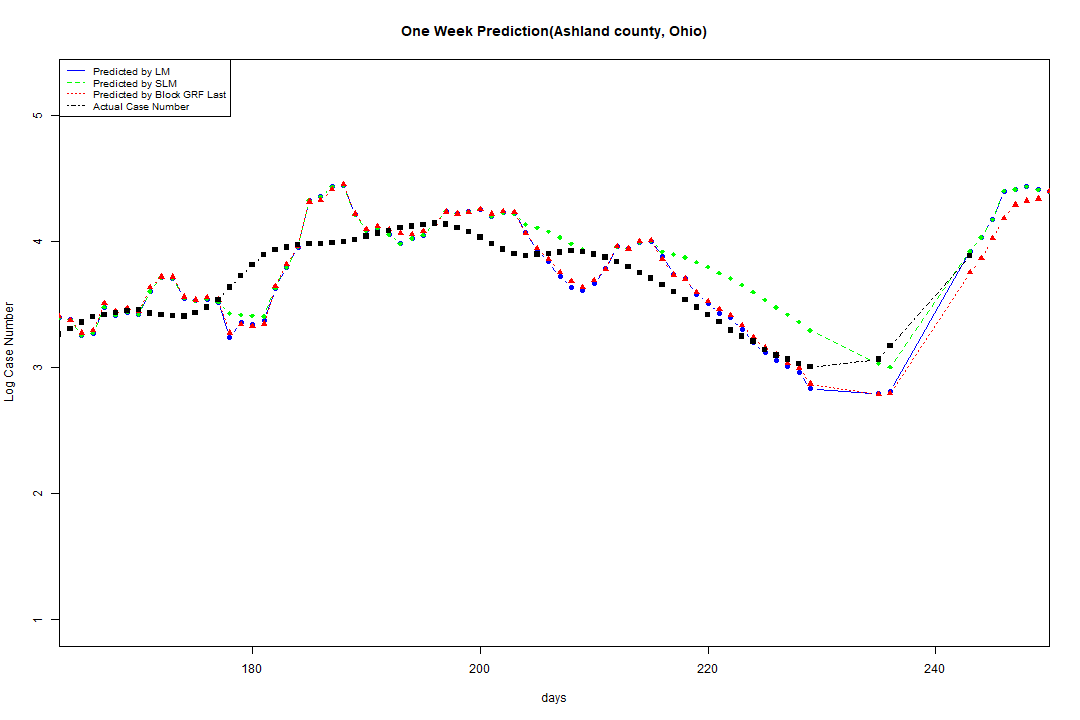 One Week Prediction(Ashland county, Ohio)
Predicted by LM
Predicted by SLM
Predicted by Block GRF Last
Actual Case Number
5
4
3
2
1
Log Case Number
180 200 220 240
days